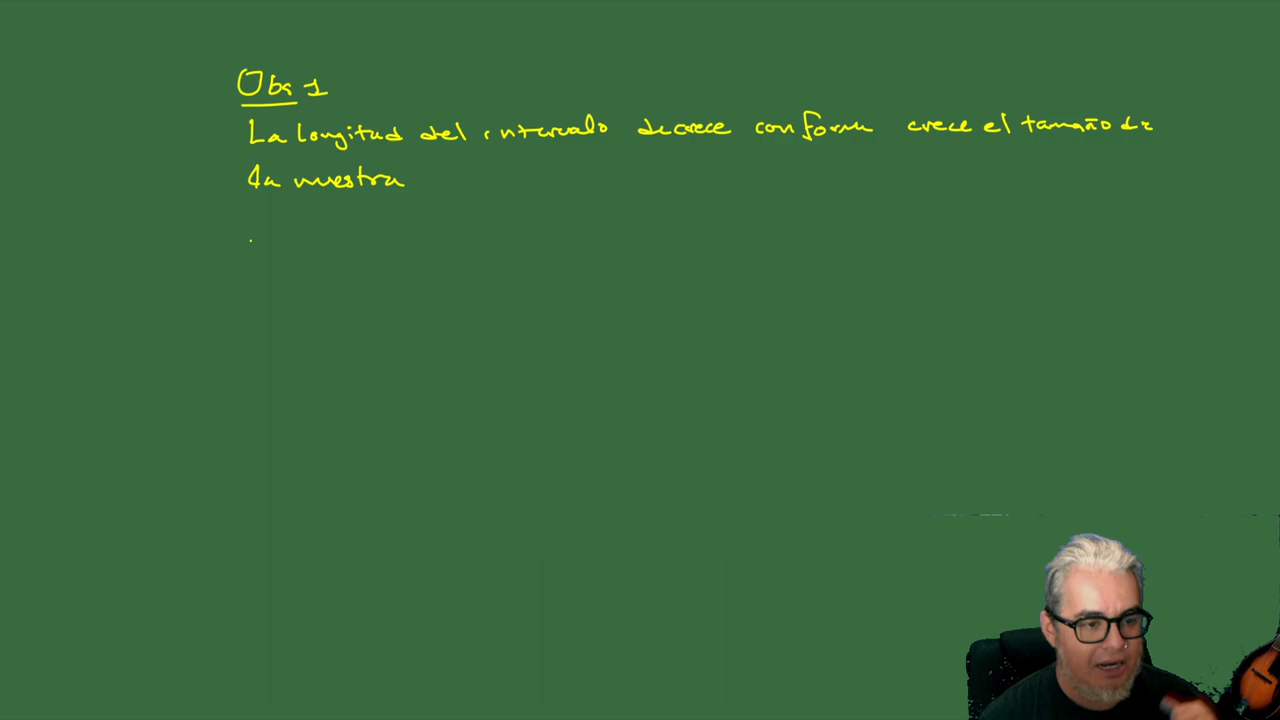 Obs 1
La longitud del intervalo decrece conforme crece el tamaño de
la muestra